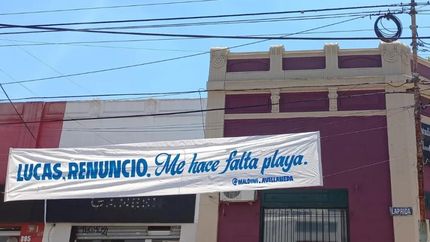 LUCAS, RENUNCIO. Me hace falta playa.
@MALDINI_AVELLANEDA
LAPRIDA